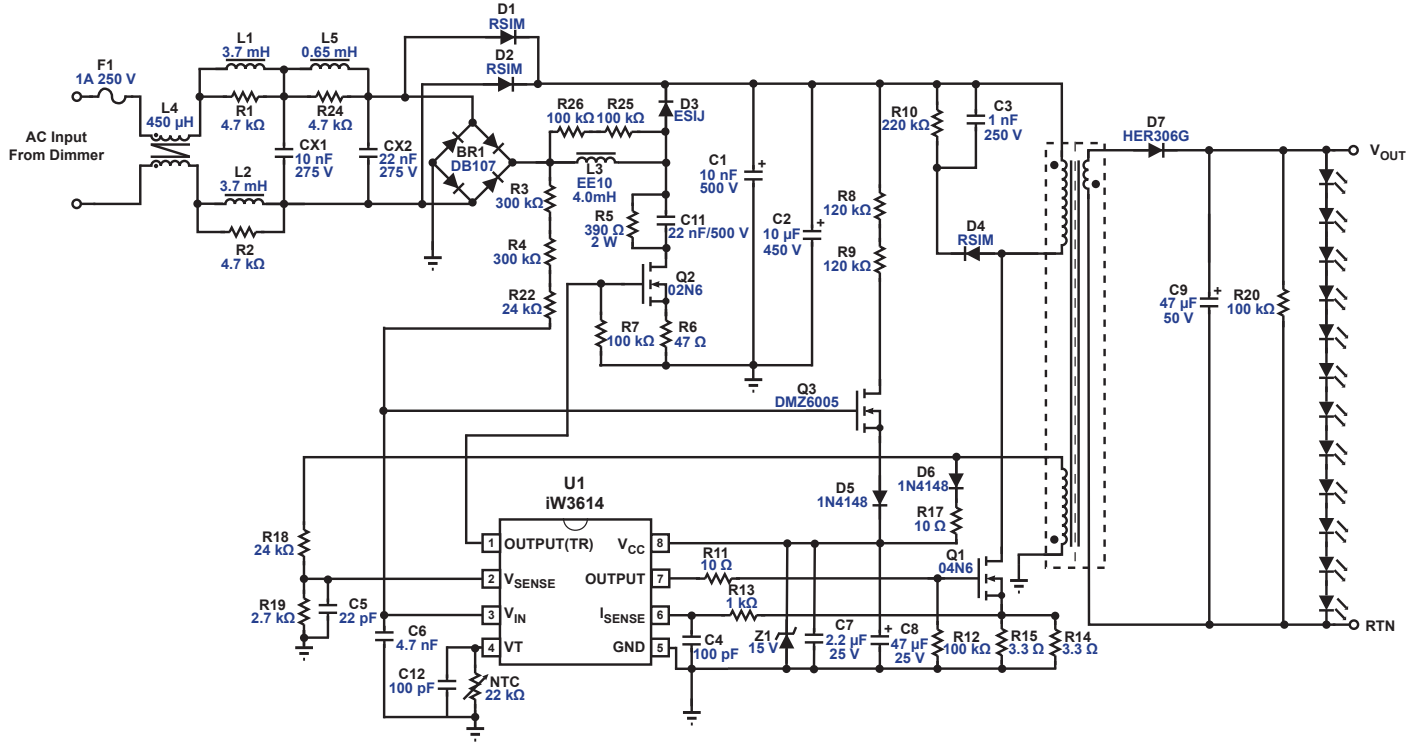 F1
1A 250 V
AC Input
From Dimmer
L4
450 µH
L1
3.7 mH
R1
4.7 kΩ
L5
0.65 mH
R24
4.7 kΩ
CX1
10 nF
275 V
CX2
22 nF
275 V
L2
3.7 mH
R2
4.7 kΩ
D1
RSIM
D2
RSIM
BR1
DB107
R26
100 kΩ
R25
100 kΩ
D3
ESIJ
L3
EE10
4.0mH
R3
300 kΩ
R4
300 kΩ
R22
24 kΩ
R5
390 Ω
2 W
C11
22 nF/500 V
Q2
02N6
R7
100 kΩ
R6
47 Ω
C1
10 nF
500 V
+
C2
10 µF
450 V
+
R8
120 kΩ
R9
120 kΩ
R10
220 kΩ
C3
1 nF
250 V
D4
RSIM
D7
HER306G
C9
47 µF
50 V
+
R20
100 kΩ
VOUT
RTN
Q3
DMZ6005
D5
1N4148
D6
1N4148
R17
10 Ω
U1
iW3614
1 OUTPUT(TR)
2 VSENSE
3 VIN
4 VT
VCC 8
OUTPUT 7
ISENSE 6
GND 5
R18
24 kΩ
R19
2.7 kΩ
C5
22 pF
C6
4.7 nF
C12
100 pF
NTC
22 kΩ
R11
10 Ω
R13
1 kΩ
Q1
04N6
C4
100 pF
Z1
15 V
C7
2.2 µF
25 V
+
C8
47 µF
25 V
R12
100 kΩ
R15
3.3 Ω
R14
3.3 Ω